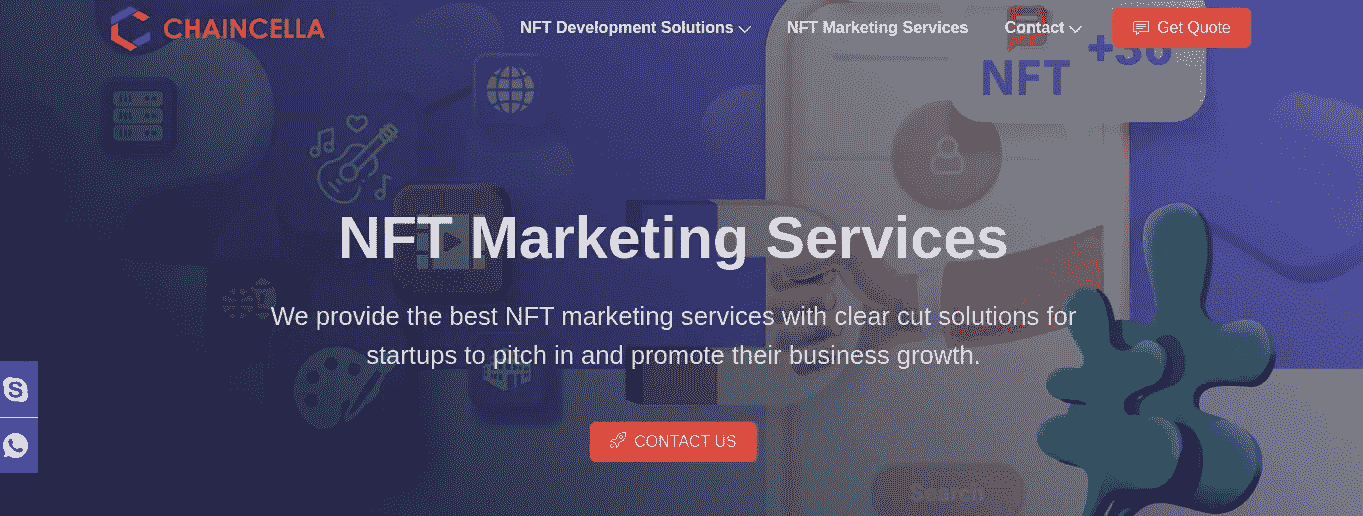 CHAINCELLA
NFT Development Solutions
NFT Marketing Services
Contact
Get Quote
NFT +30
NFT Marketing Services
We provide the best NFT marketing services with clear cut solutions for
startups to pitch in and promote their business growth.
CONTACT US
Search